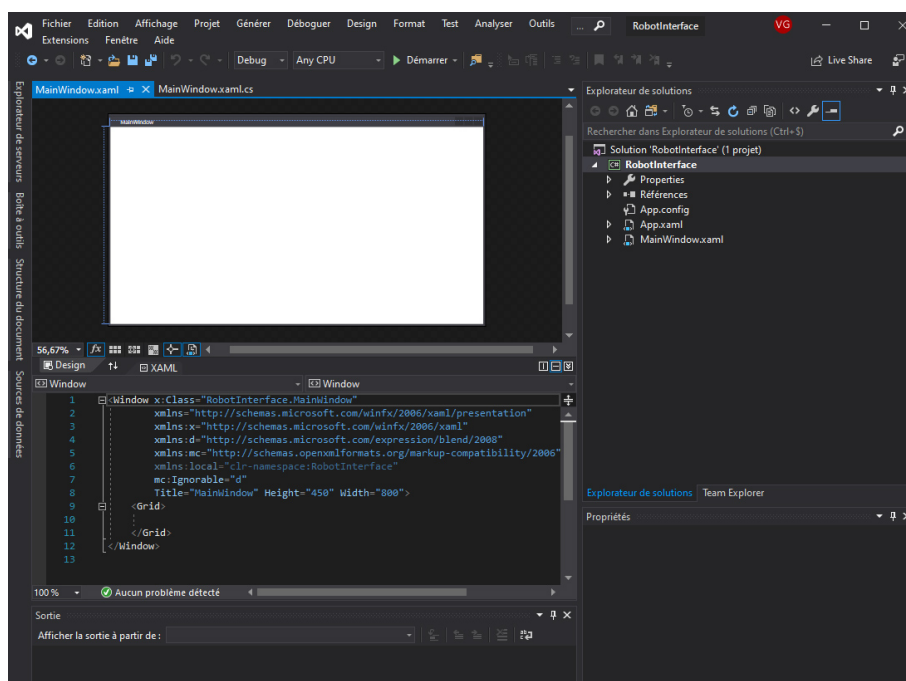 Fichier Edition Affichage Projet Générer Déboguer Design Format Test Analyser Outils ... RobotInterface VG
Extensions Fenêtre Aide
Debug Any CPU Démarrer Live Share
Explorateur de serveurs
Boîte à outils
Structure du document
Sources de données
MainWindow.xaml MainWindow.xaml.cs
MainWindow
56,67%
Design XAML
Window Window
1 <Window x:Class="RobotInterface.MainWindow"
2 xmlns="http://schemas.microsoft.com/winfx/2006/xaml/presentation"
3 xmlns:x="http://schemas.microsoft.com/winfx/2006/xaml"
4 xmlns:d="http://schemas.microsoft.com/expression/blend/2008"
5 xmlns:mc="http://schemas.openxmlformats.org/markup-compatibility/2006"
6 xmlns:local="clr-namespace:RobotInterface"
7 mc:Ignorable="d"
8 Title="MainWindow" Height="450" Width="800">
9 <Grid>
10
11 </Grid>
12 </Window>
13
100 % Aucun problème détecté
Sortie
Afficher la sortie à partir de :
Explorateur de solutions
Rechercher dans Explorateur de solutions (Ctrl+$)
Solution 'RobotInterface' (1 projet)
C# RobotInterface
Properties
Références
App.config
App.xaml
MainWindow.xaml
Explorateur de solutions Team Explorer
Propriétés